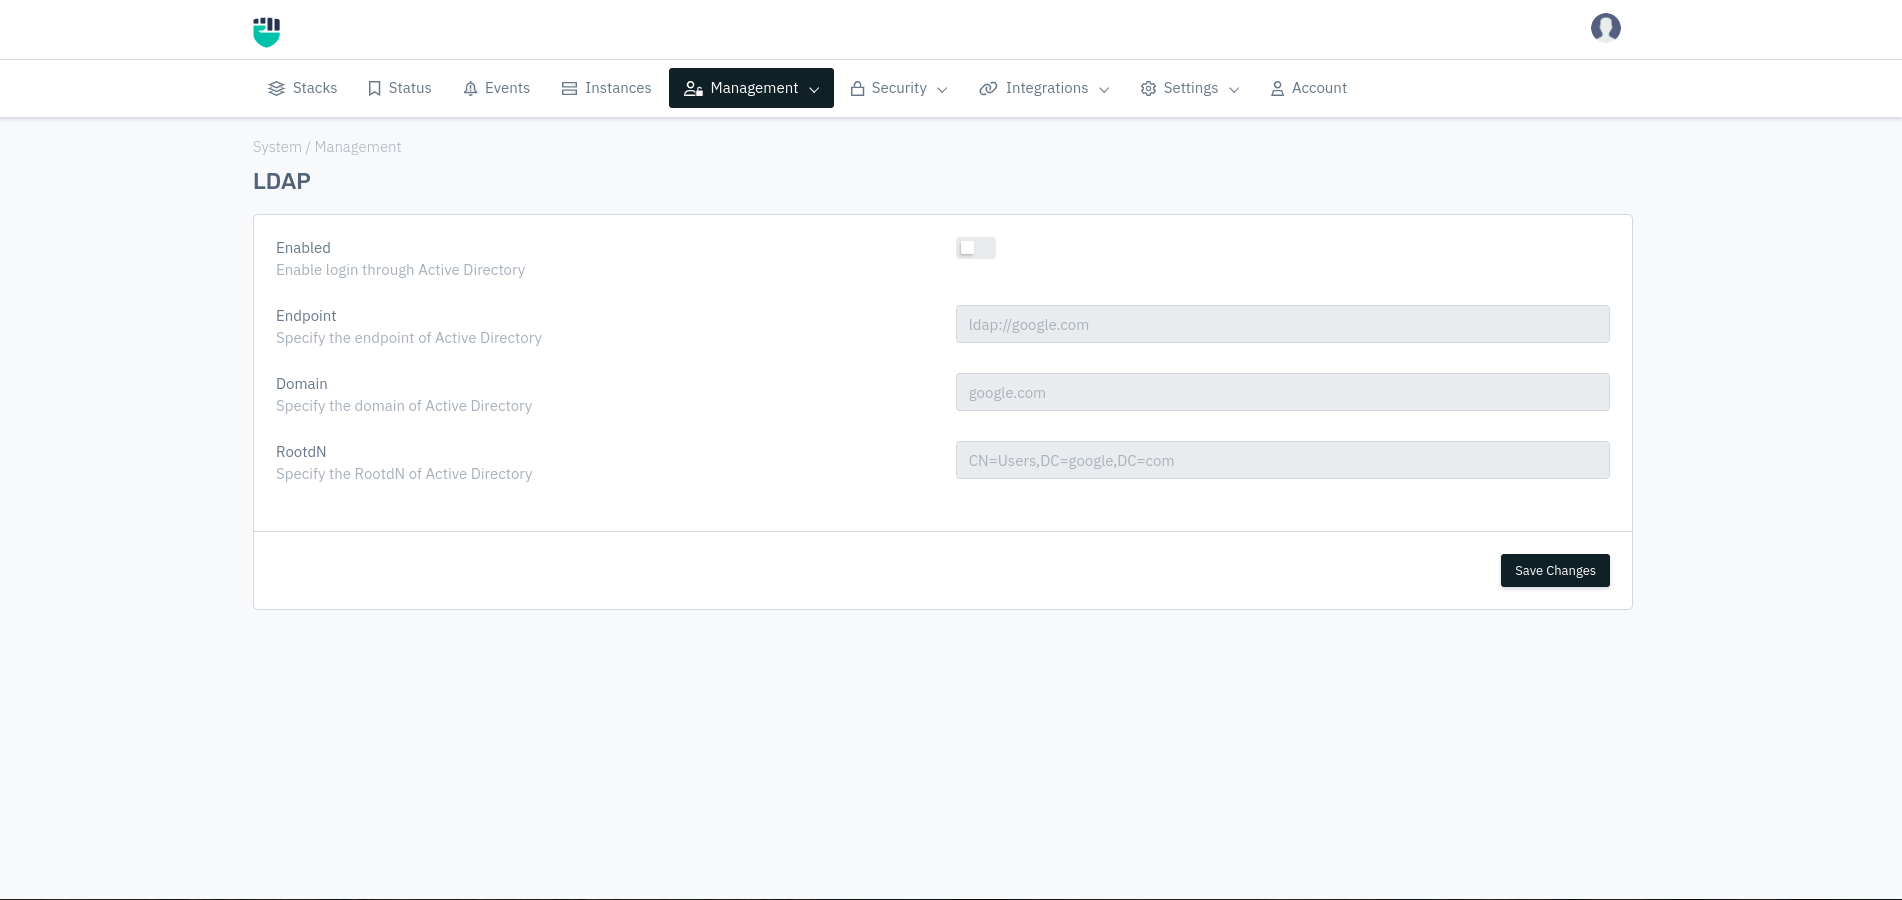 Stacks Status Events Instances Management Security Integrations Settings Account
System / Management
LDAP
Enabled
Enable login through Active Directory
Endpoint
Specify the endpoint of Active Directory
ldap://google.com
Domain
Specify the domain of Active Directory
google.com
RootdN
Specify the RootdN of Active Directory
CN=Users,DC=google,DC=com
Save Changes